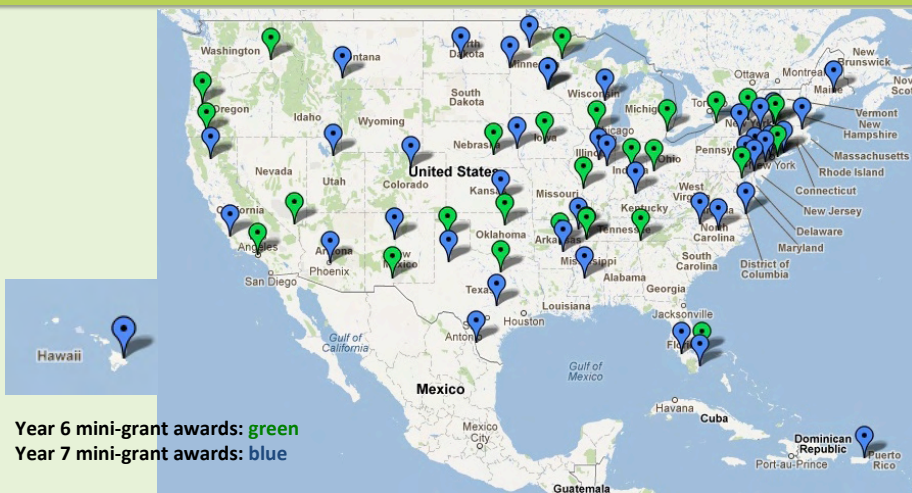 Washington
North
Dakota
Montana
Minnesota
Ottawa
Montreal
New
Brunswick
Maine
Oregon
Idaho
South
Dakota
Wisconsin
Michigan
Vermont
New
Hampshire
Wyoming
Iowa
Chicago
Nebraska
Massachusetts
Nevada
Utah
Colorado
United States
Illinois
Ohio
New York
Rhode Island
Kansas
Missouri
West
Connecticut
California
Kentucky
New Jersey
Oklahoma
Arkansas
Tennessee
North
Carolina
Delaware
Maryland
Angeles
Arizona
New
Mexico
Mississippi
South
Carolina
District of
Columbia
Phoenix
San Diego
Alabama
Texas
Georgia
Louisiana
Jacksonville
Houston
Antonio
Florida
Gulf of
California
Gulf of
Mexico
Hawaii
Mexico
Havana
Cuba
Mexico
City
Dominican
Republic
Puerto
Rico
Port-au-Prince
Guatemala
Year 6 mini-grant awards: green
Year 7 mini-grant awards: blue